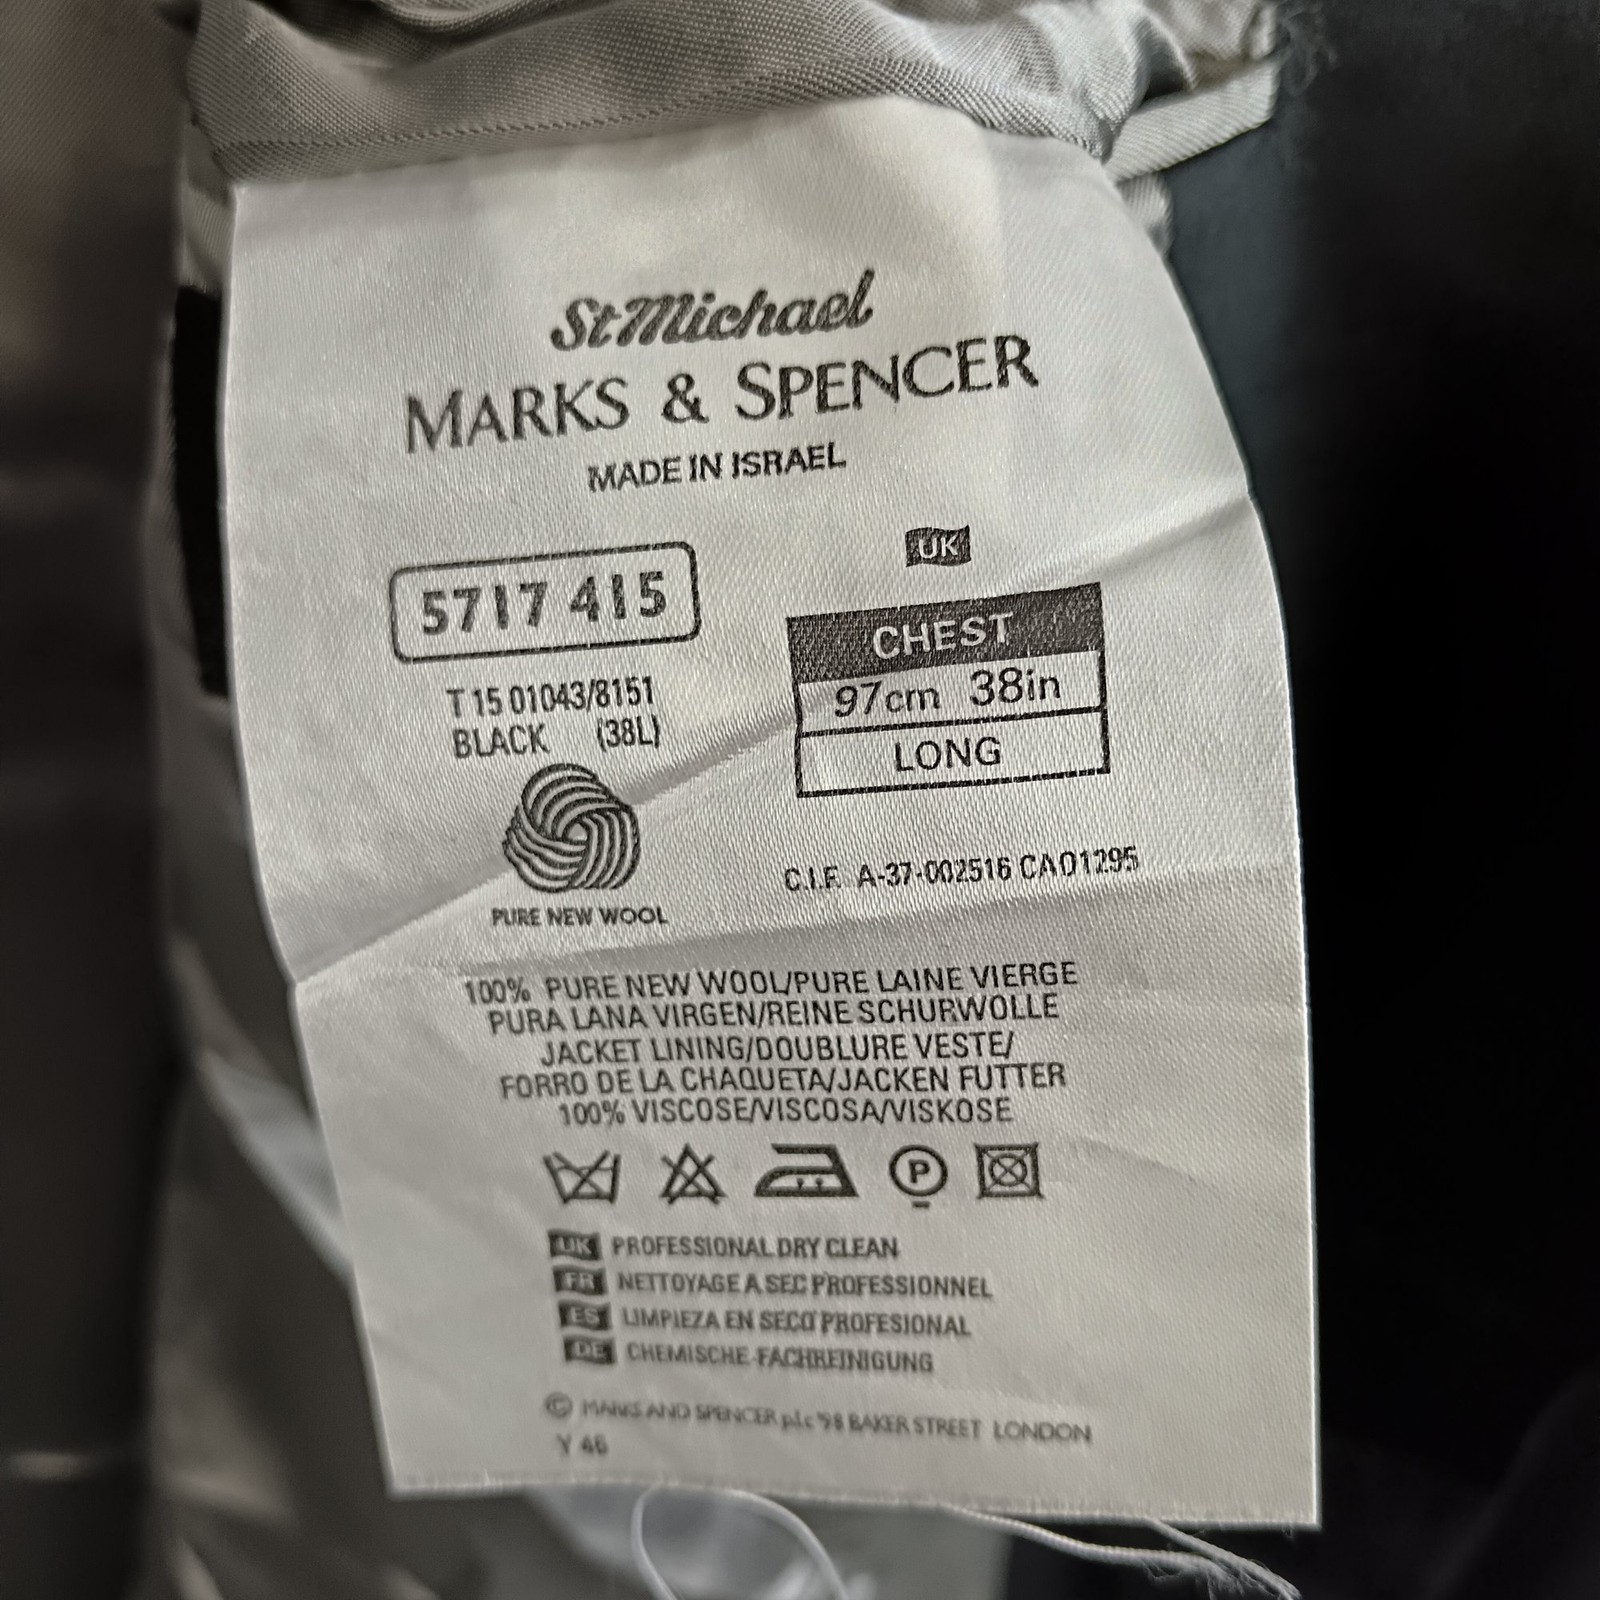 St Michael
MARKS & SPENCER
MADE IN ISRAEL
UK
5717 415
CHEST
97cm 38in
LONG
T 15 01043/8151
BLACK (38L)
PURE NEW WOOL
C.I.F. A-37-002516 CA01295
100% PURE NEW WOOL/PURE LAINE VIERGE
PURA LANA VIRGEN/REINE SCHURWOLLE
JACKET LINING/DOUBLURE VESTE/
FORRO DE LA CHAQUETA/JACKEN FUTTER
100% VISCOSE/VISCOSA/VISKOSE
P
UK PROFESSIONAL DRY CLEAN
FR NETTOYAGE A SEC PROFESSIONNEL
ES LIMPIEZA EN SECO PROFESIONAL
DE CHEMISCHE-FACHREINIGUNG
© MARKS AND SPENCER p.l.c '98 BAKER STREET LONDON
Y 46